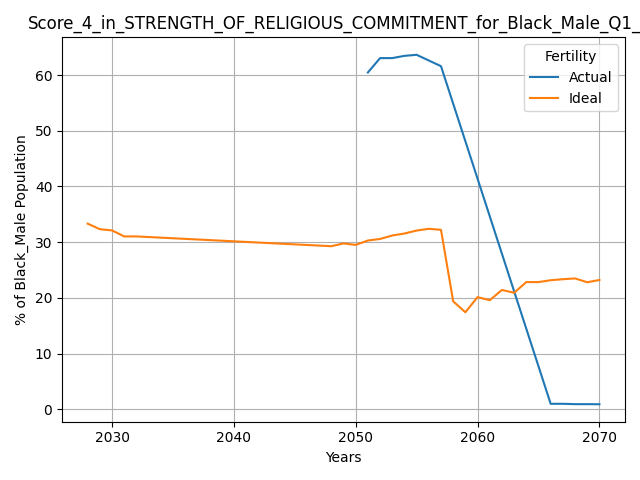 Score_4_in_STRENGTH_OF_RELIGIOUS_COMMITMENT_for_Black_Male_Q1_
Fertility
Actual
Ideal
% of Black_Male Population
60
50
40
30
20
10
0
2030 2040 2050 2060 2070
Years